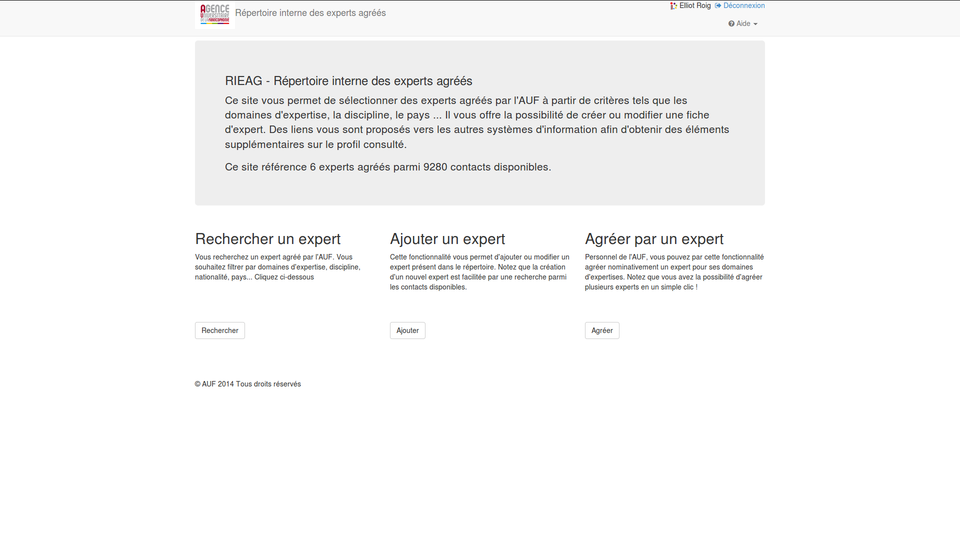 AGENCE
UNIVERSITAIRE
DE LA FRANCOPHONIE
Répertoire interne des experts agréés
Elliot Roig Déconnexion
Aide
RIEAG - Répertoire interne des experts agréés
Ce site vous permet de sélectionner des experts agréés par l'AUF à partir de critères tels que les
domaines d'expertise, la discipline, le pays ... Il vous offre la possibilité de créer ou modifier une fiche
d'expert. Des liens vous sont proposés vers les autres systèmes d'information afin d'obtenir des éléments
supplémentaires sur le profil consulté.
Ce site référence 6 experts agréés parmi 9280 contacts disponibles.
Rechercher un expert
Vous recherchez un expert agréé par l'AUF. Vous
souhaitez filtrer par domaines d'expertise, discipline,
nationalité, pays... Cliquez ci-dessous
Rechercher
Ajouter un expert
Cette fonctionnalité vous permet d'ajouter ou modifier un
expert présent dans le répertoire. Notez que la création
d'un nouvel expert est facilitée par une recherche parmi
les contacts disponibles.
Ajouter
Agréer par un expert
Personnel de l'AUF, vous pouvez par cette fonctionnalité
agréer nominativement un expert pour ses domaines
d'expertises. Notez que vous avez la possibilité d'agréer
plusieurs experts en un simple clic !
Agréer
© AUF 2014 Tous droits réservés